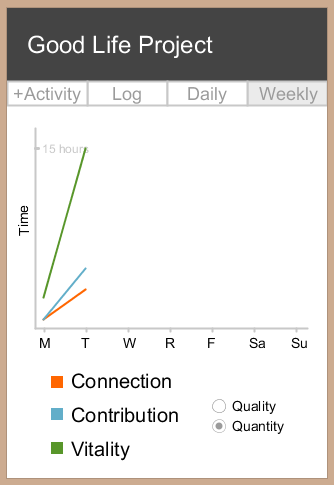 Good Life Project
+Activity Log Daily Weekly
15 hours
Time
M T W R F Sa Su
Connection
Contribution
Vitality
Quality
Quantity